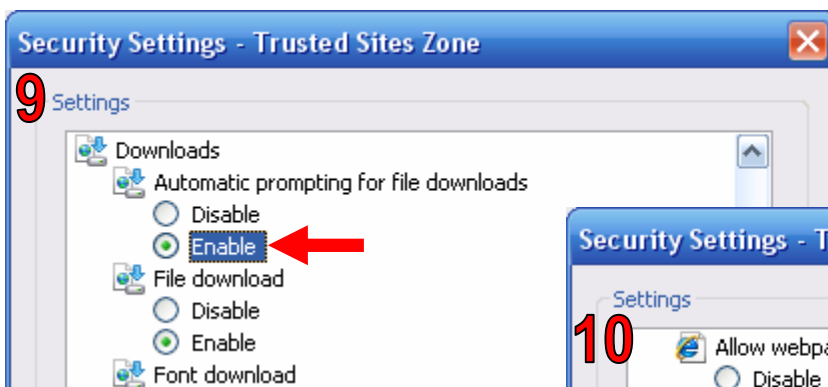 Security Settings - Trusted Sites Zone
9
Settings
Downloads
Automatic prompting for file downloads
Disable
Enable
File download
Disable
Enable
Font download
Security Settings - T
Settings
10
Allow webpa
Disable